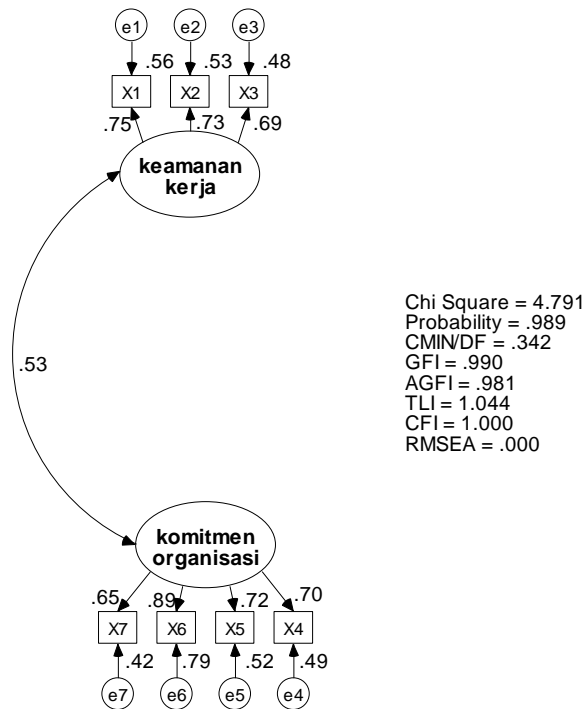 e1 e2 e3
.56 .53 .48
X1 X2 X3
.75 .73 .69
keamanan
kerja
Chi Square = 4.791
Probability = .989
CMIN/DF = .342
GFI = .990
AGFI = .981
TLI = 1.044
CFI = 1.000
RMSEA = .000
.53
komitmen
organisasi
.65 .89 .72 .70
X7 X6 X5 X4
.42 .79 .52 .49
e7 e6 e5 e4